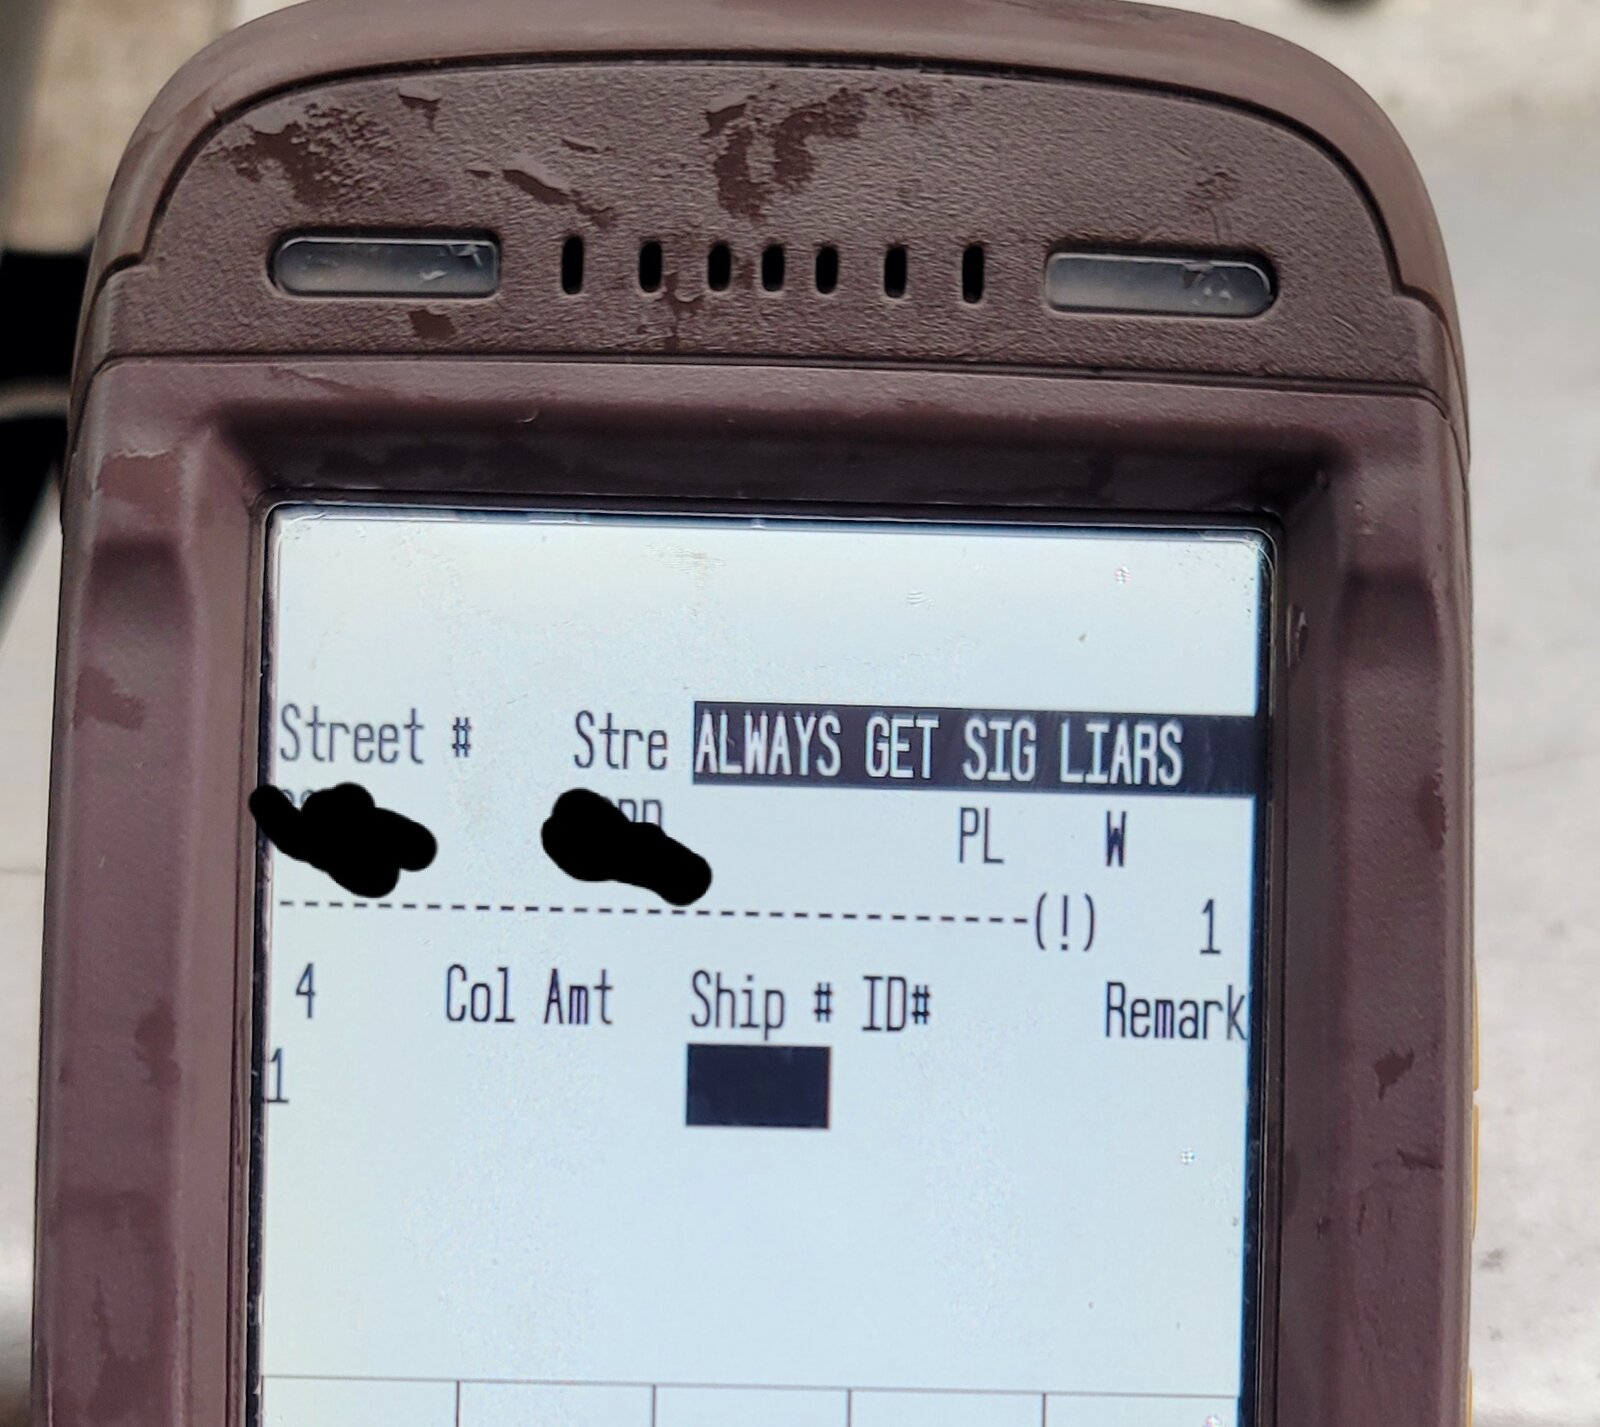 Street # Stre ALWAYS GET SIG LIARS
PL W
------------------------------------(!) 1
4 Col Amt Ship # ID# Remark
1